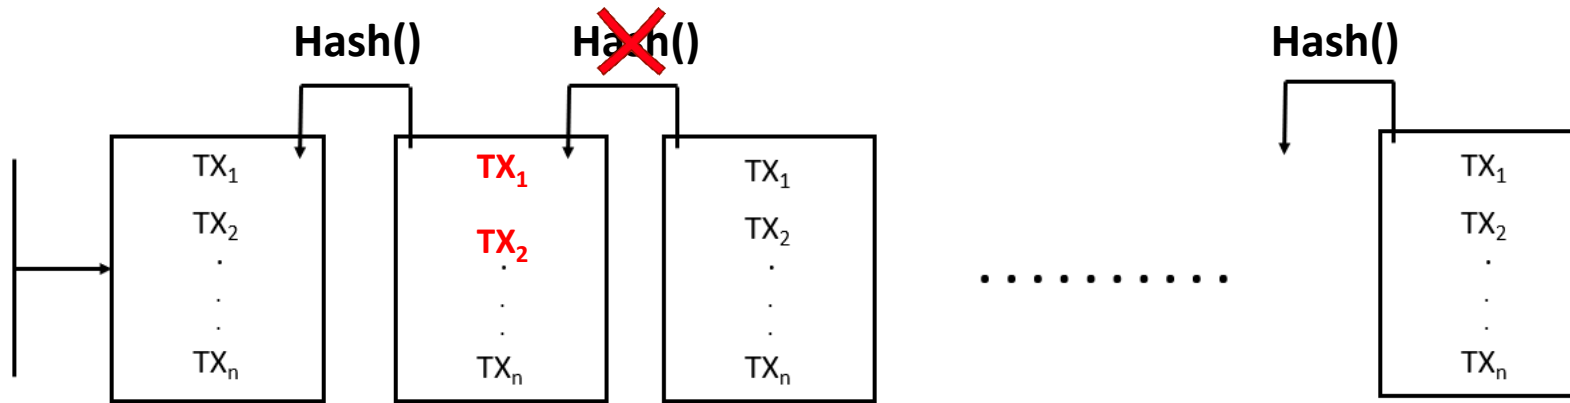 Hash() Hash() Hash()
TX₁ TX₁ TX₁ TX₁
TX₂ TX₂ TX₂ TX₂
TXₙ TXₙ TXₙ TXₙ